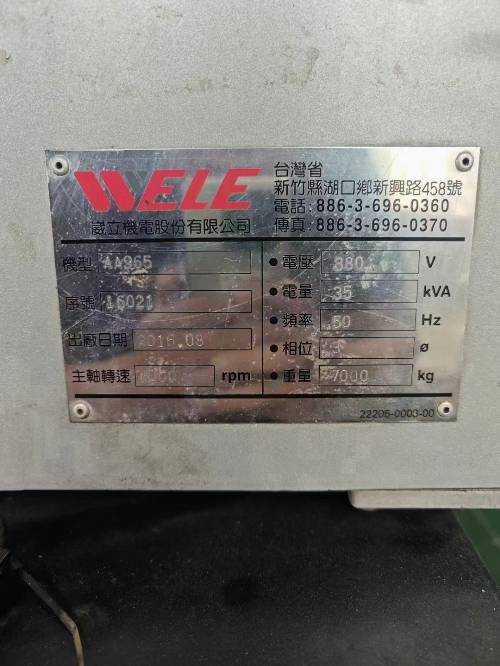 WELE
崴立機電股份有限公司
台灣省
新竹縣湖口鄉新興路458號
電話:886-3-696-0360
傳真:886-3-696-0370
機型 AA965
序號 16021
出廠日期 2016.08
主軸轉速 rpm
• 電壓 380 V
• 電量 35 kVA
• 頻率 50 Hz
• 相位 ø
• 重量 7000 kg
22205-0003-00